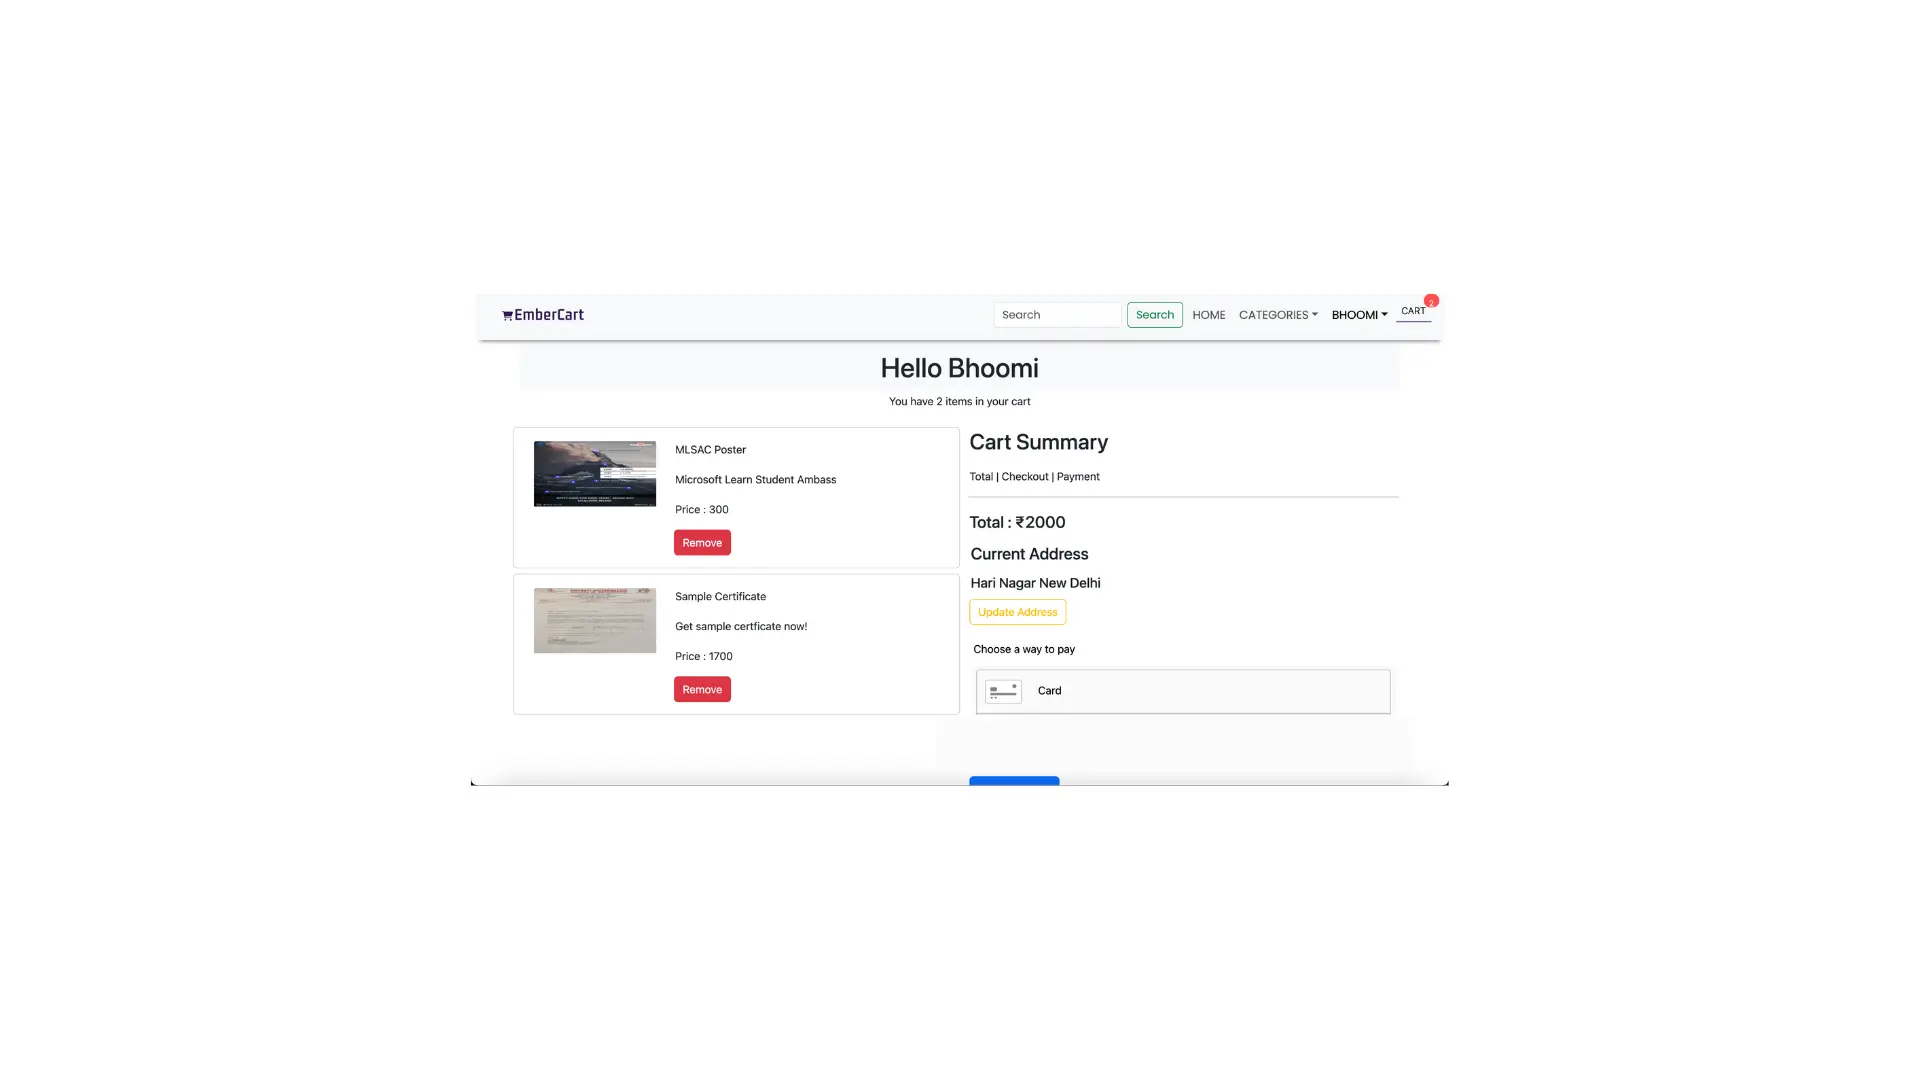 EmberCart
Search
Search
HOME
CATEGORIES
BHOOMI
CART
2
Hello Bhoomi
You have 2 items in your cart
MLSAC Poster
Microsoft Learn Student Ambass
Price : 300
Remove
Sample Certificate
Get sample certficate now!
Price : 1700
Remove
Cart Summary
Total | Checkout | Payment
Total : ₹2000
Current Address
Hari Nagar New Delhi
Update Address
Choose a way to pay
Card